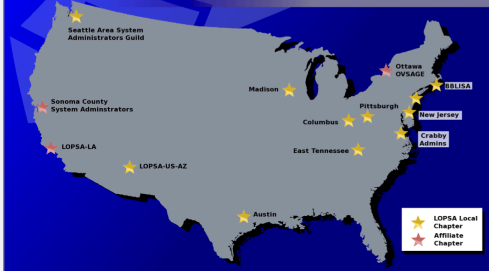 Seattle Area System
Administrators Guild
Ottawa
OVSAGE
Madison
BBLISA
Sonoma County
System Adminstrators
Pittsburgh
New Jersey
Columbus
Crabby
Admins
LOPSA-LA
East Tennessee
LOPSA-US-AZ
Austin
LOPSA Local
Chapter
Affiliate
Chapter